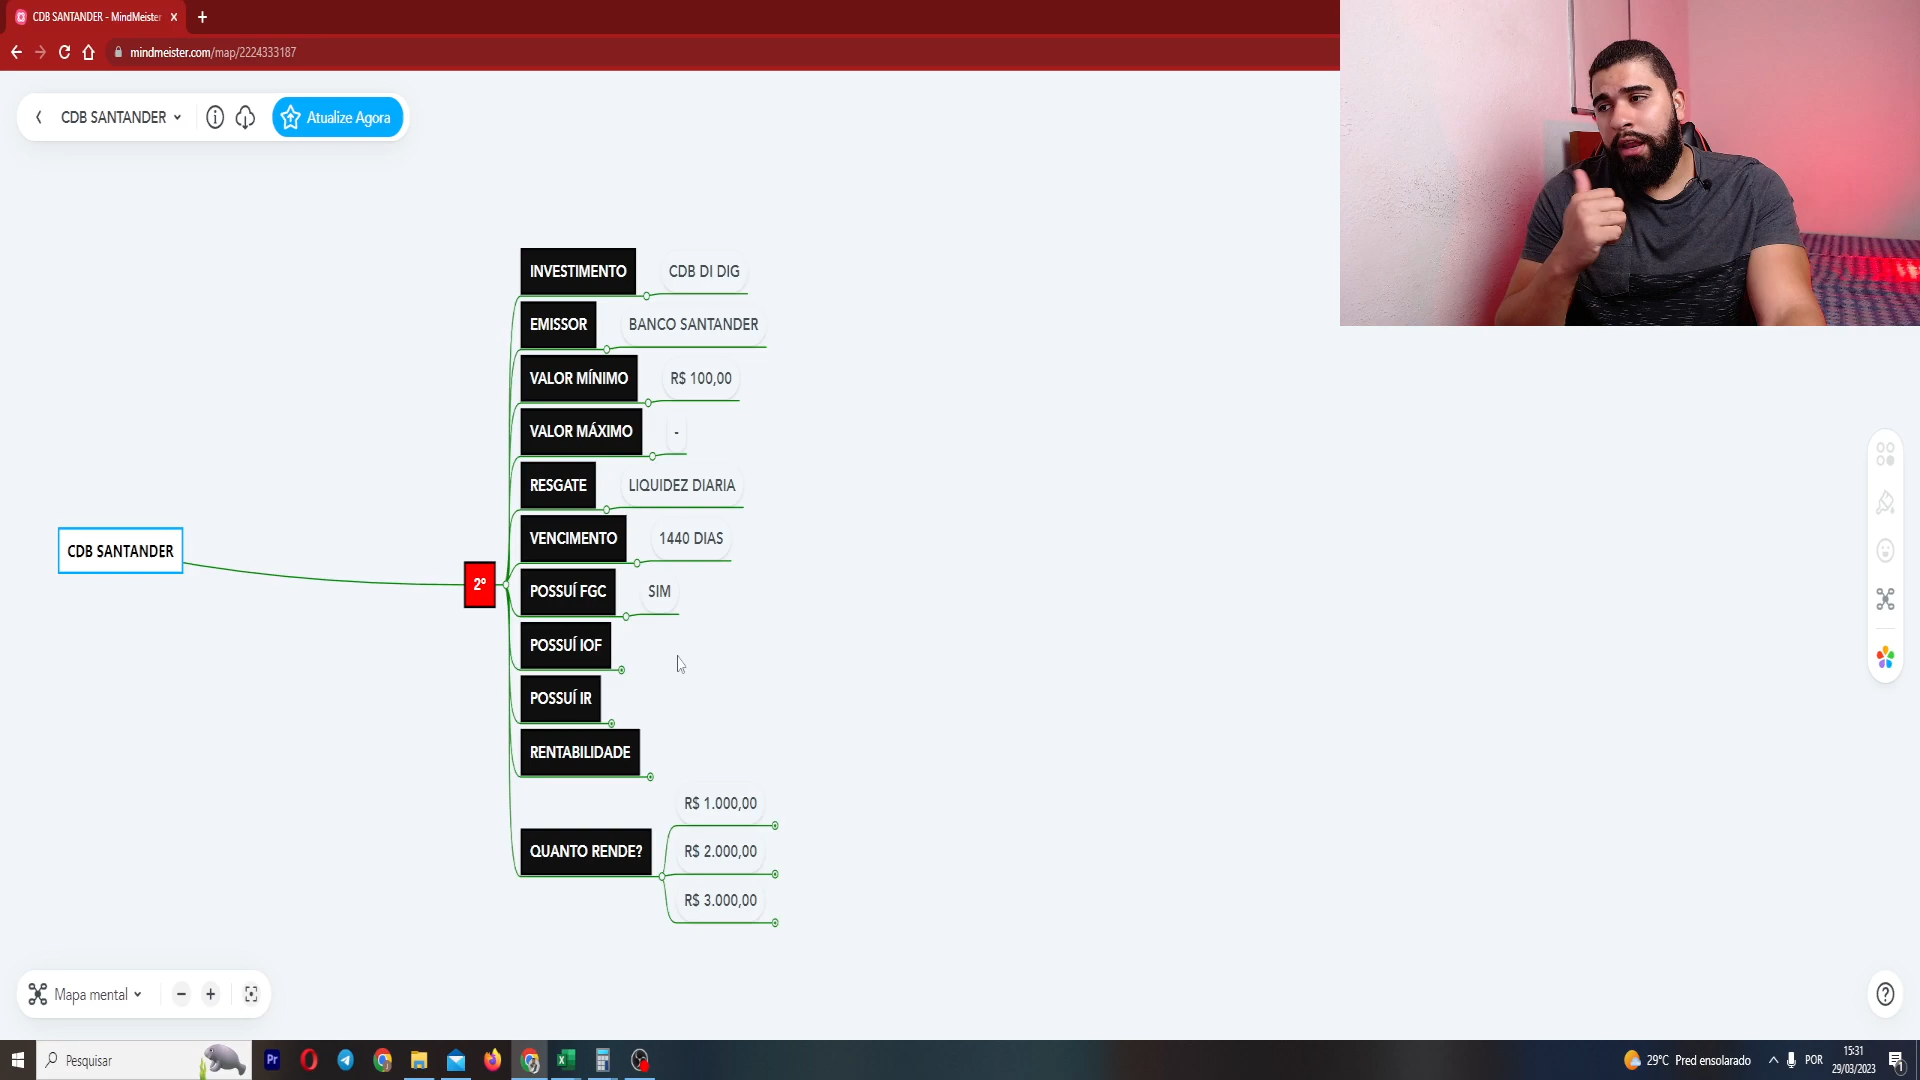 CDB SANTANDER - MindMeister
mindmeister.com/map/2224333187
CDB SANTANDER
Atualize Agora
INVESTIMENTO CDB DI DIG
EMISSOR BANCO SANTANDER
VALOR MÍNIMO R$ 100,00
VALOR MÁXIMO -
RESGATE LIQUIDEZ DIARIA
VENCIMENTO 1440 DIAS
CDB SANTANDER
2º
POSSUÍ FGC SIM
POSSUÍ IOF
POSSUÍ IR
RENTABILIDADE
R$ 1.000,00
QUANTO RENDE? R$ 2.000,00
R$ 3.000,00
Mapa mental
Pesquisar
Pr
29°C Pred ensolarado
POR
15:31
29/03/2023
1